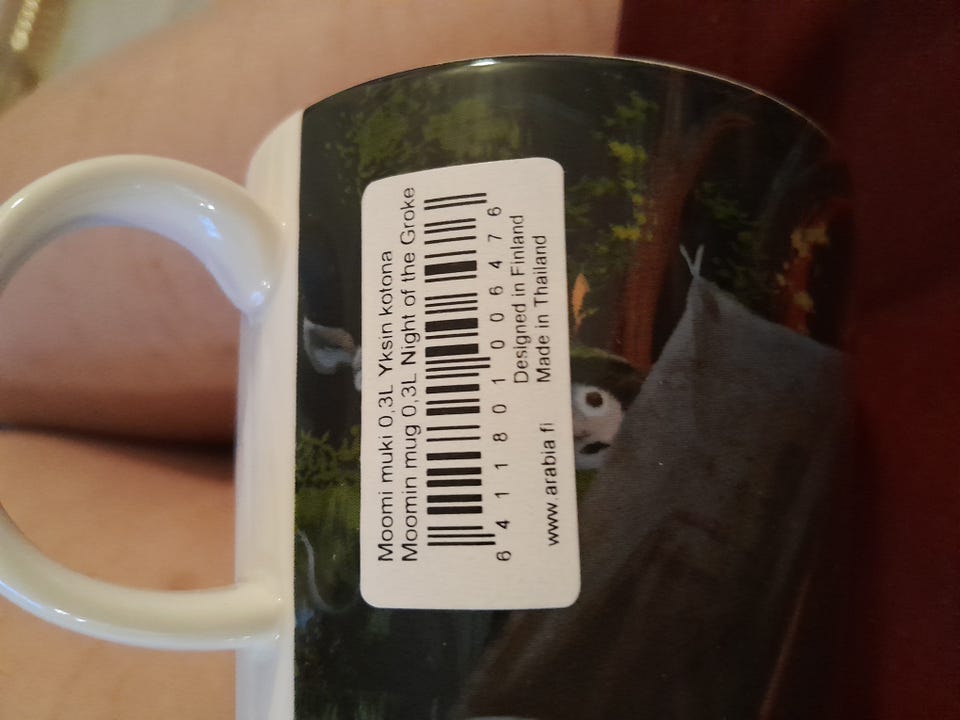 Moomi muki 0,3L Yksin kotona
Moomin mug 0,3L Night of the Groke
6 411801 006476
Designed in Finland
www.arabia fi Made in Thailand